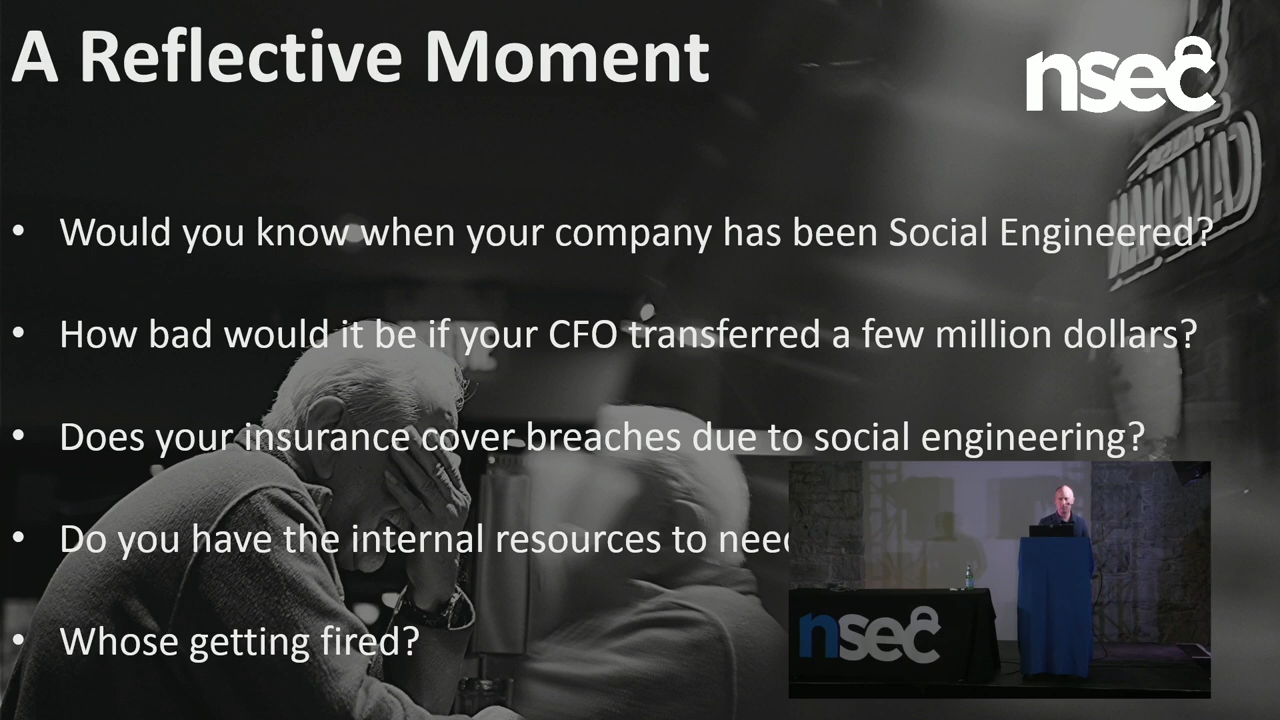 A Reflective Moment
nsec
• Would you know when your company has been Social Engineered?
• How bad would it be if your CFO transferred a few million dollars?
• Does your insurance cover breaches due to social engineering?
• Do you have the internal resources to
• Whose getting fired?
nsec